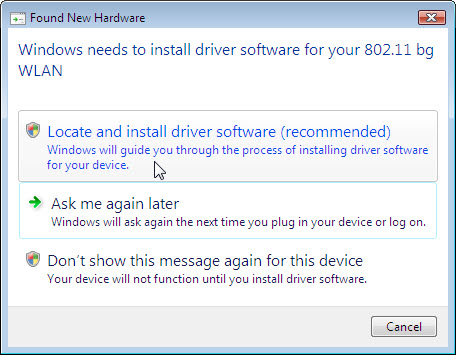 Found New Hardware
Windows needs to install driver software for your 802.11 bg
WLAN
Locate and install driver software (recommended)
Windows will guide you through the process of installing driver software
for your device.
Ask me again later
Windows will ask again the next time you plug in your device or log on.
Don't show this message again for this device
Your device will not function until you install driver software.
Cancel